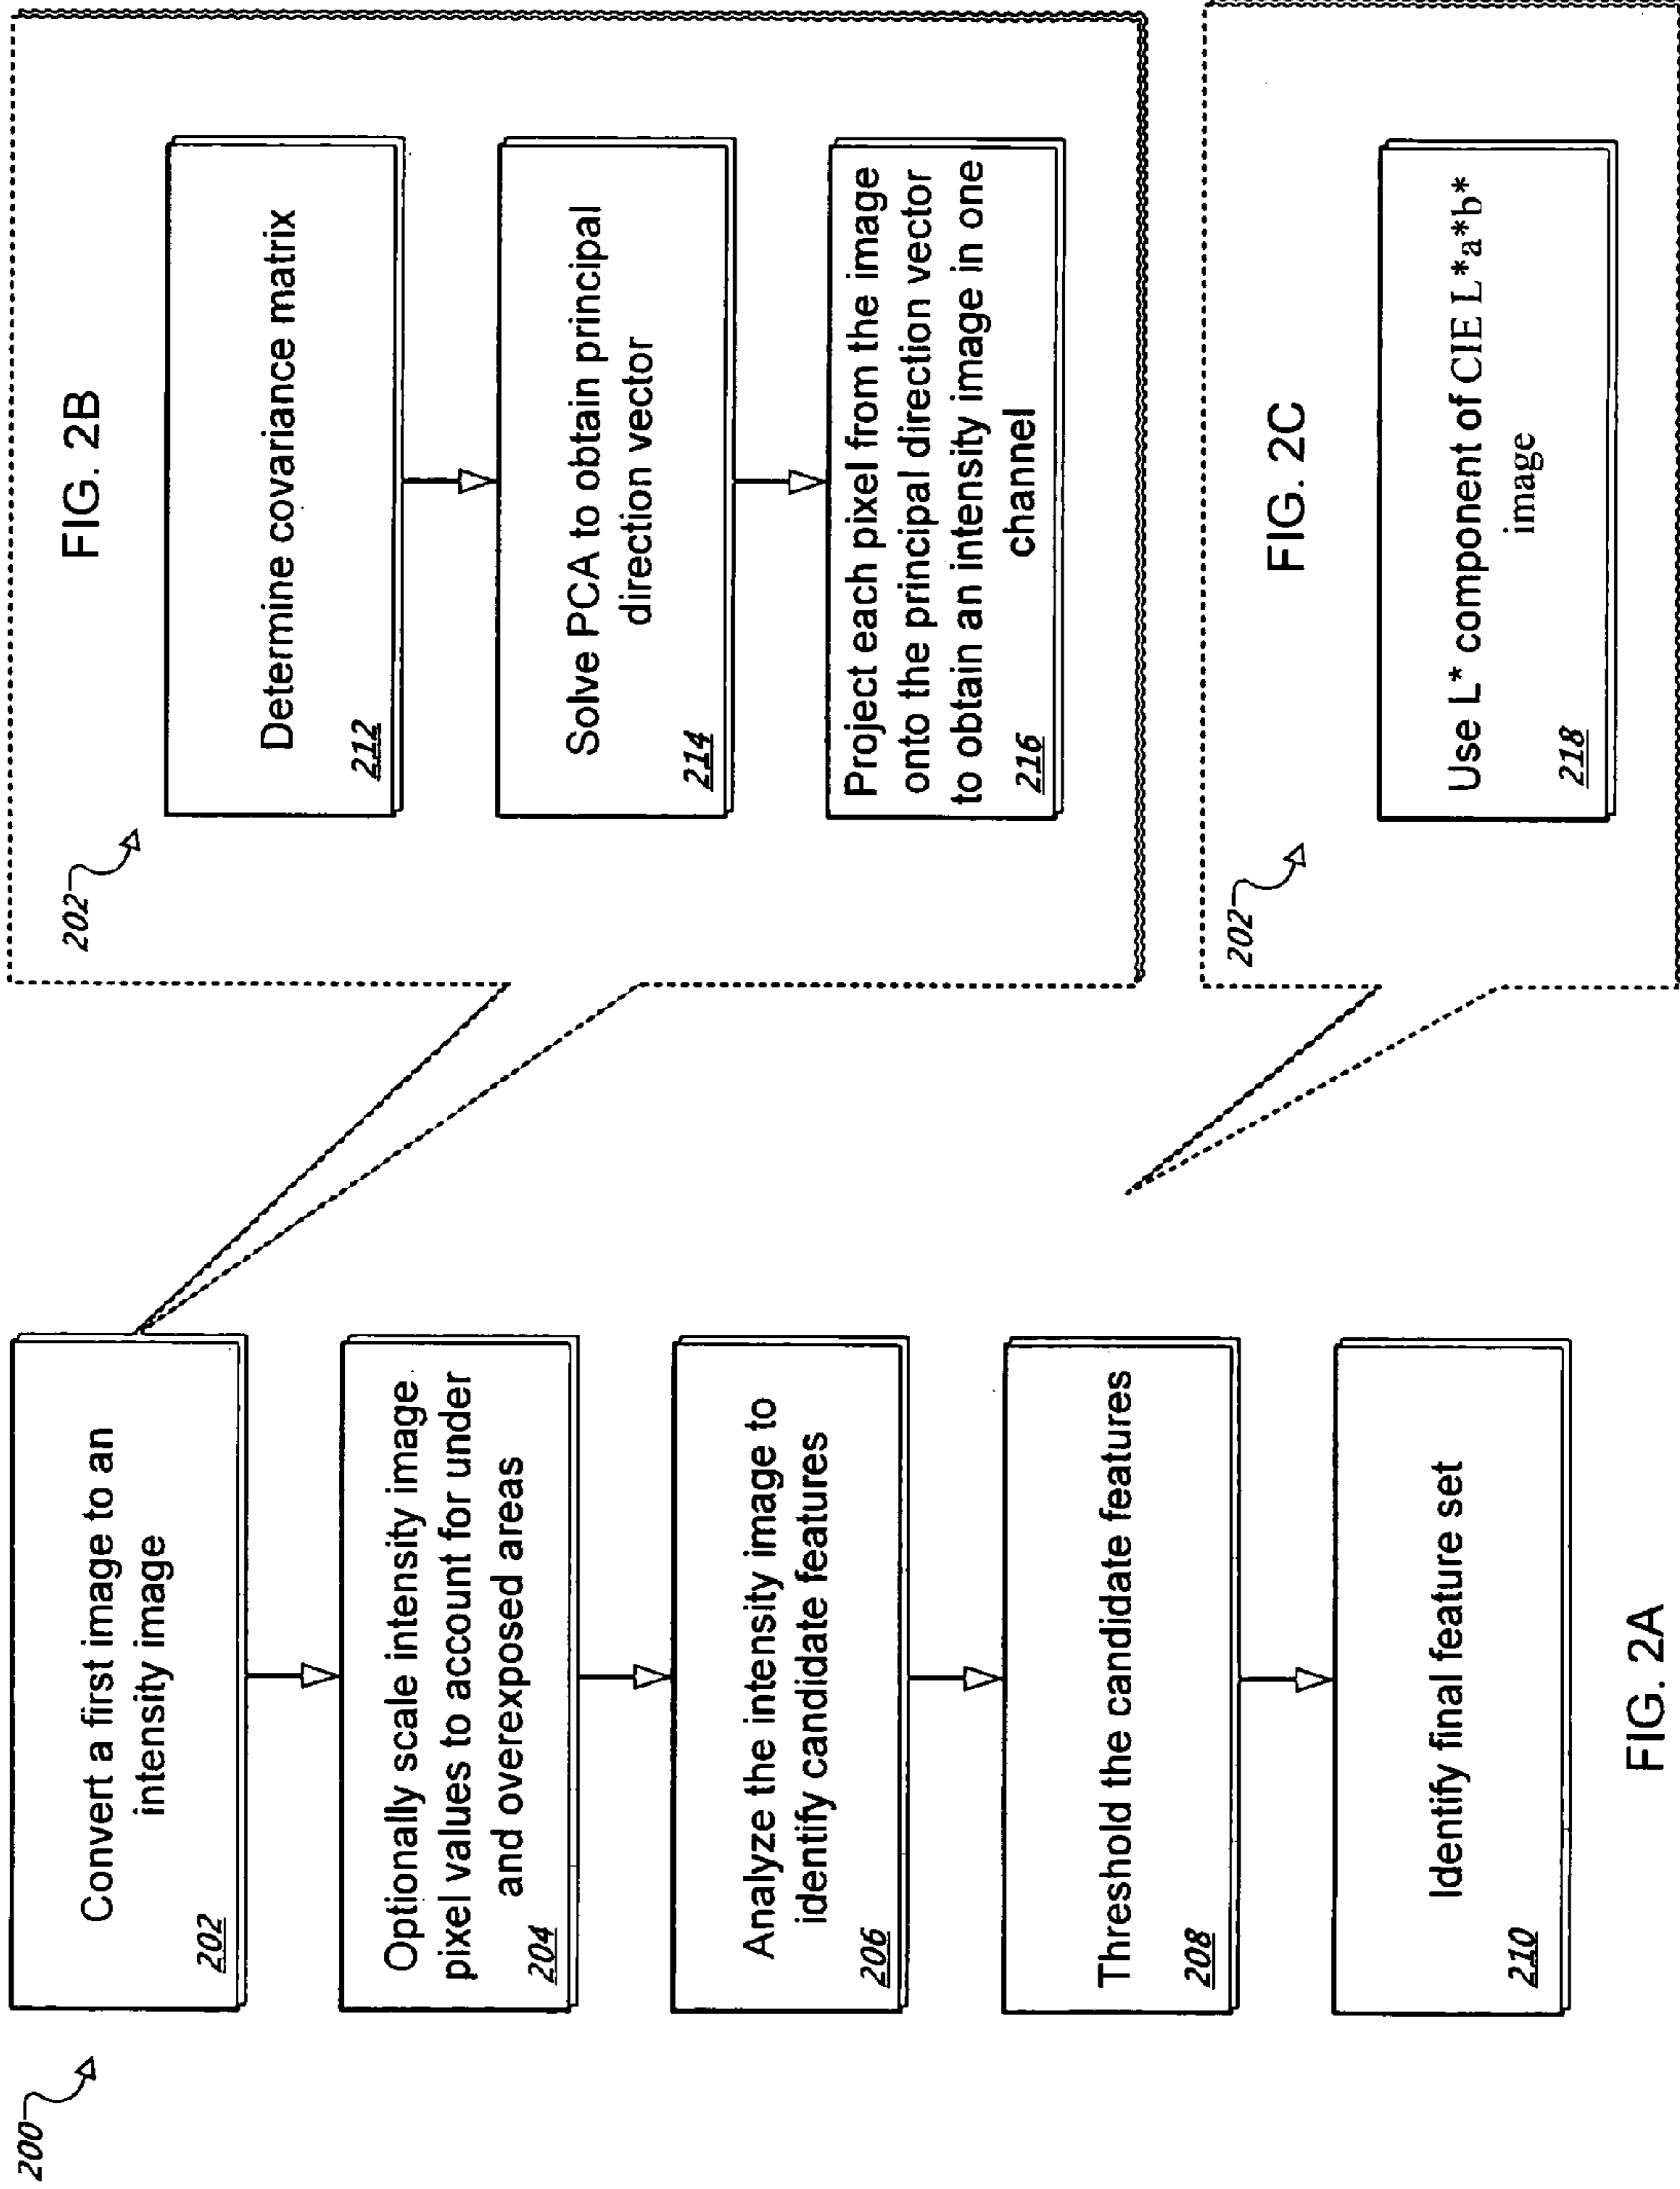 200
Convert a first image to an
intensity image
202
Optionally scale intensity image
pixel values to account for under
and overexposed areas
204
Analyze the intensity image to
identify candidate features
206
Threshold the candidate features
208
Identify final feature set
210
FIG. 2A
202
FIG. 2B
Determine covariance matrix
212
Solve PCA to obtain principal
direction vector
214
Project each pixel from the image
onto the principal direction vector
to obtain an intensity image in one
channel
216
202
FIG. 2C
Use L* component of CIE L*a*b*
image
218